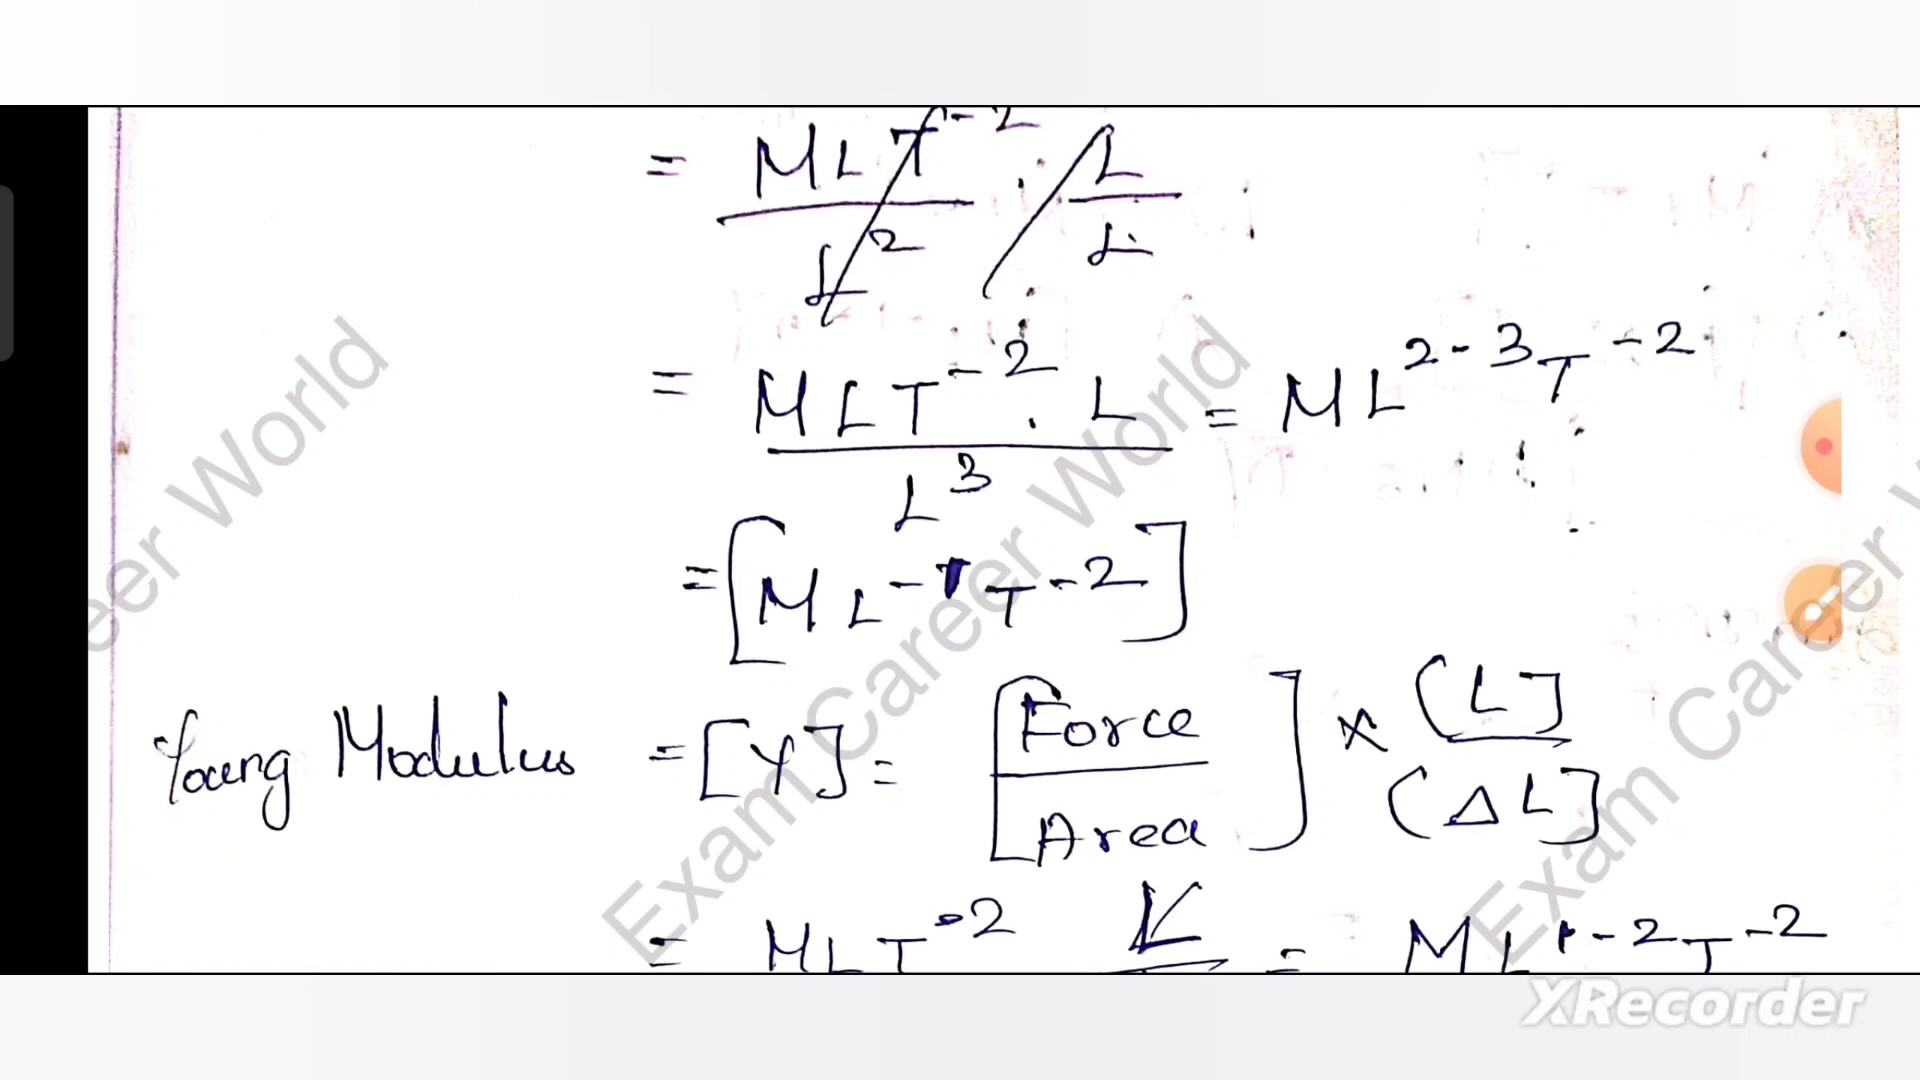 = MLT⁻² / L² . L / L
= MLT⁻² . L / L³ = ML²⁻³T⁻²
= [ML⁻¹T⁻²]
Young Modulus = [Y] = [Force / Area] × (L] / (ΔL]
= MLT⁻² L = ML¹⁻²T⁻²
Exam Career World
XRecorder